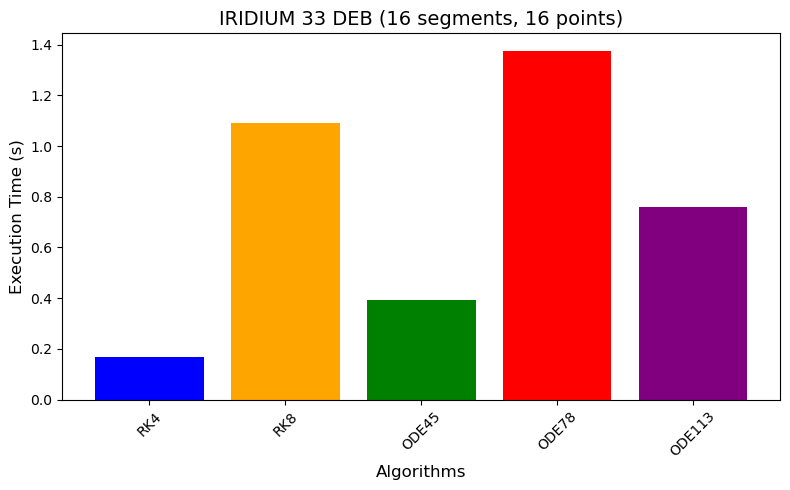 IRIDIUM 33 DEB (16 segments, 16 points)
Execution Time (s)
1.4
1.2
1.0
0.8
0.6
0.4
0.2
0.0
RK4
RK8
ODE45
ODE78
ODE113
Algorithms